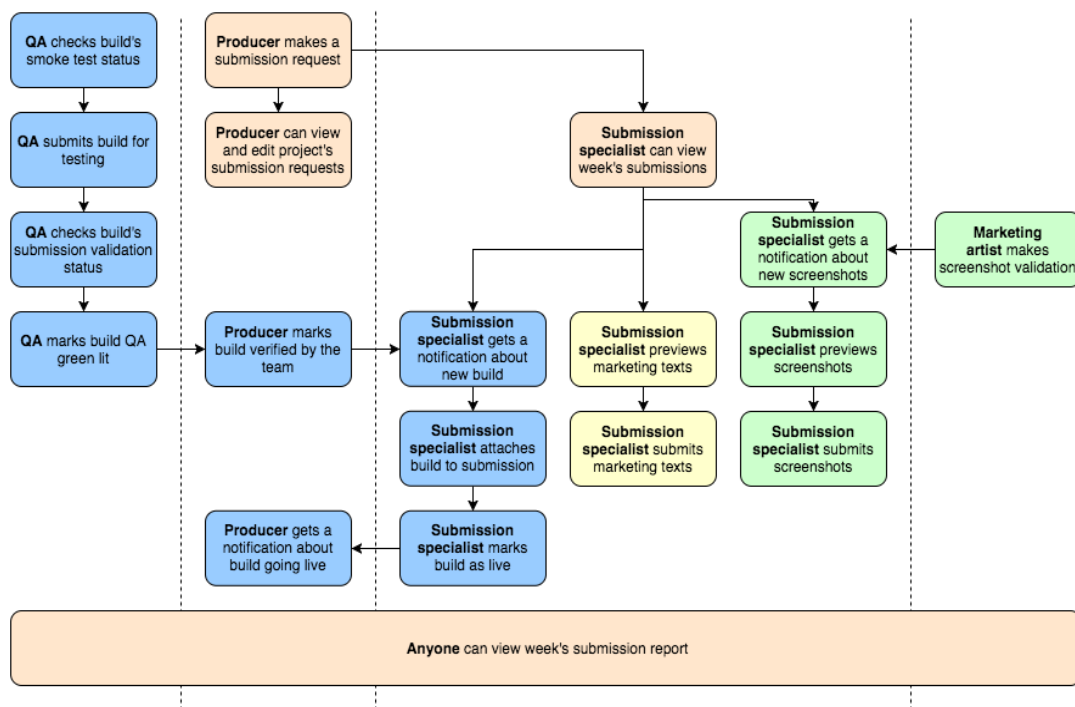 QA checks build's
smoke test status
Producer makes a
submission request
QA submits build for
testing
Producer can view
and edit project's
submission requests
Submission
specialist can view
week's submissions
QA checks build's
submission validation
status
Submission
specialist gets a
notification about
new screenshots
Marketing
artist makes
screenshot validation
QA marks build QA
green lit
Producer marks
build verified by the
team
Submission
specialist gets a
notification about
new build
Submission
specialist previews
marketing texts
Submission
specialist previews
screenshots
Submission
specialist attaches
build to submission
Submission
specialist submits
marketing texts
Submission
specialist submits
screenshots
Producer gets a
notification about
build going live
Submission
specialist marks
build as live
Anyone can view week's submission report